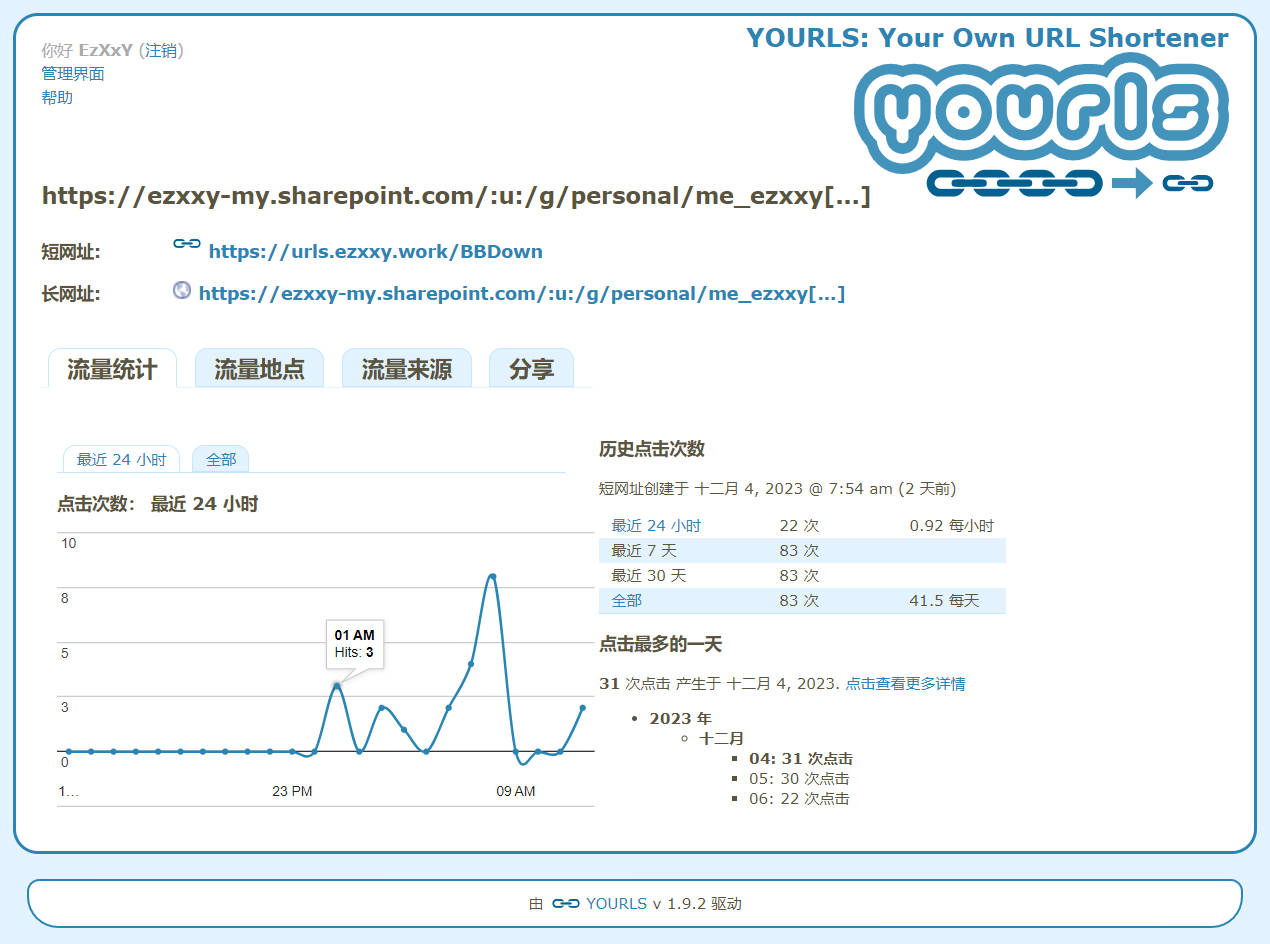 你好 EzXxY (注销)
管理界面
帮助
YOURLS: Your Own URL Shortener
yourls
https://ezxxy-my.sharepoint.com/:u:/g/personal/me_ezxxy[...]
短网址: https://urls.ezxxy.work/BBDown
长网址: https://ezxxy-my.sharepoint.com/:u:/g/personal/me_ezxxy[...]
流量统计 流量地点 流量来源 分享
最近 24 小时 全部
点击次数： 最近 24 小时
10
8
5
3
0
01 AM
Hits: 3
1... 23 PM 09 AM
历史点击次数
短网址创建于 十二月 4, 2023 @ 7:54 am (2 天前)
最近 24 小时 22 次 0.92 每小时
最近 7 天 83 次
最近 30 天 83 次
全部 83 次 41.5 每天
点击最多的一天
31 次点击 产生于 十二月 4, 2023. 点击查看更多详情
2023 年
十二月
04: 31 次点击
05: 30 次点击
06: 22 次点击
由 YOURLS v 1.9.2 驱动